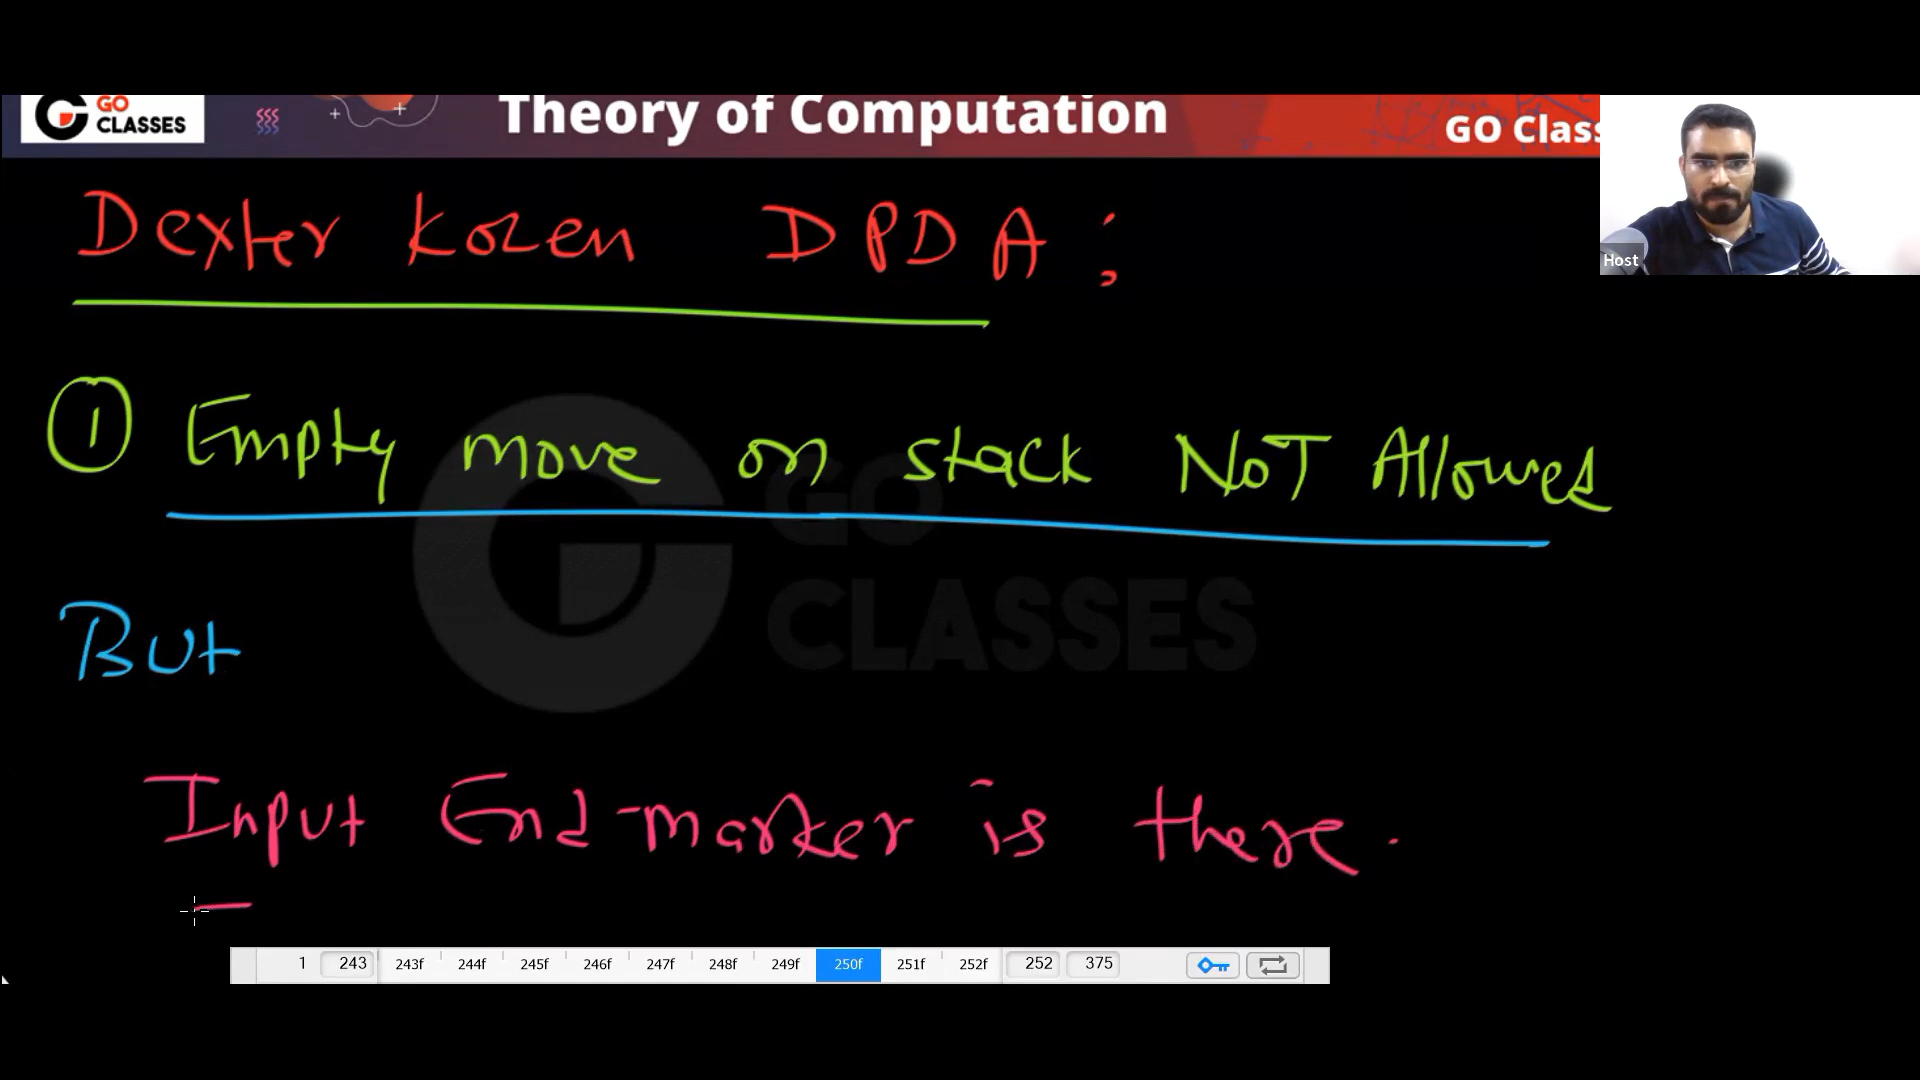 GO
CLASSES
Theory of Computation
GO Class
Host
Dexter Kozen DPDA :
① Empty move on stack NOT Allowed
GO
CLASSES
But
Input End-marker is there.
1 243 243f 244f 245f 246f 247f 248f 249f 250f 251f 252f 252 375